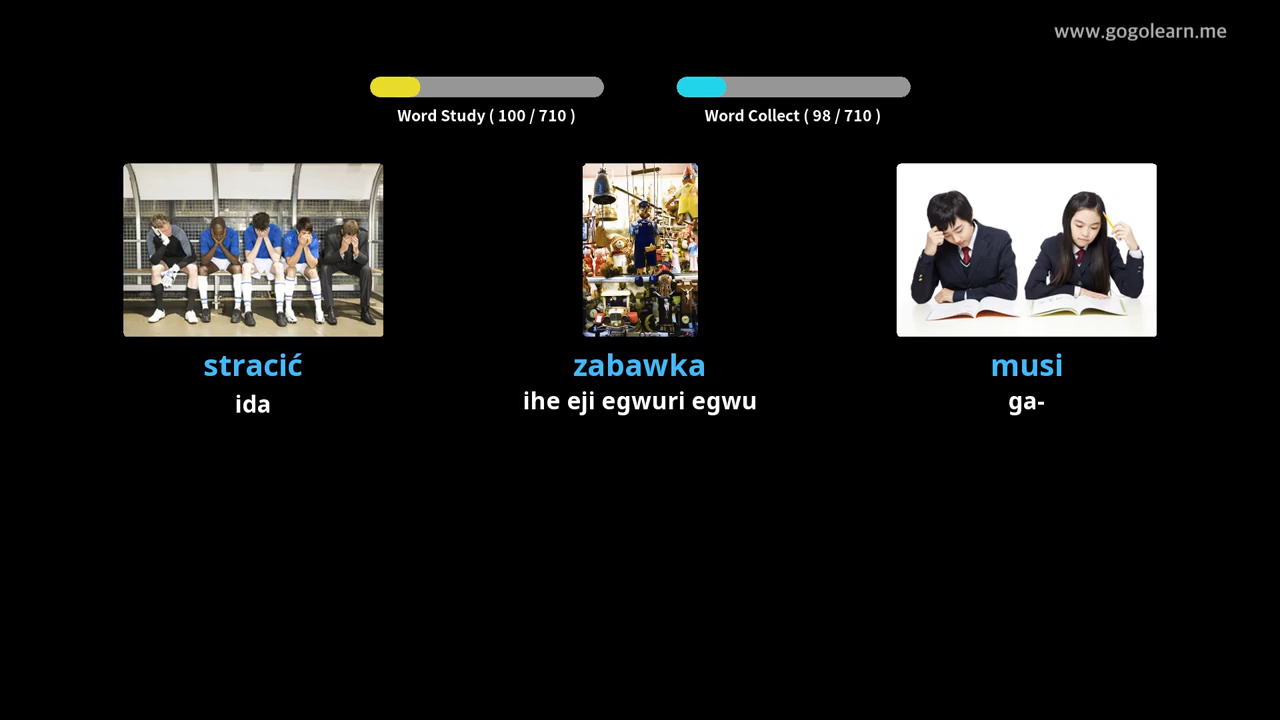 www.gogolearn.me
Word Study ( 100 / 710 )
Word Collect ( 98 / 710 )
stracić
ida
zabawka
ihe eji egwuri egwu
musi
ga-